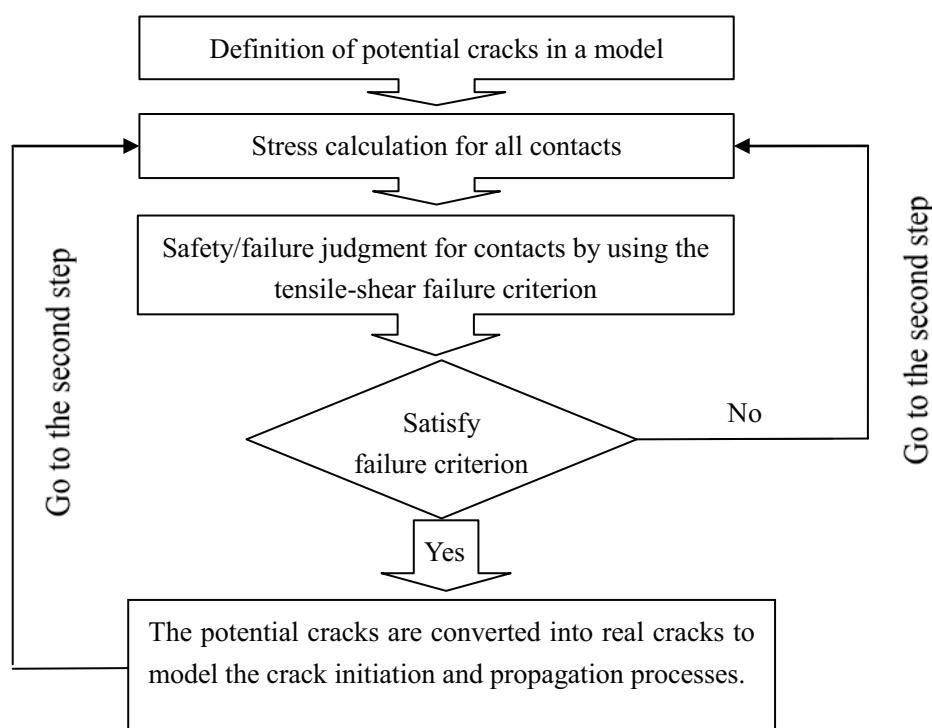 Definition of potential cracks in a model
Stress calculation for all contacts
Safety/failure judgment for contacts by using the
tensile-shear failure criterion
Go to the second step
Go to the second step
Satisfy
failure criterion
No
Yes
The potential cracks are converted into real cracks to
model the crack initiation and propagation processes.